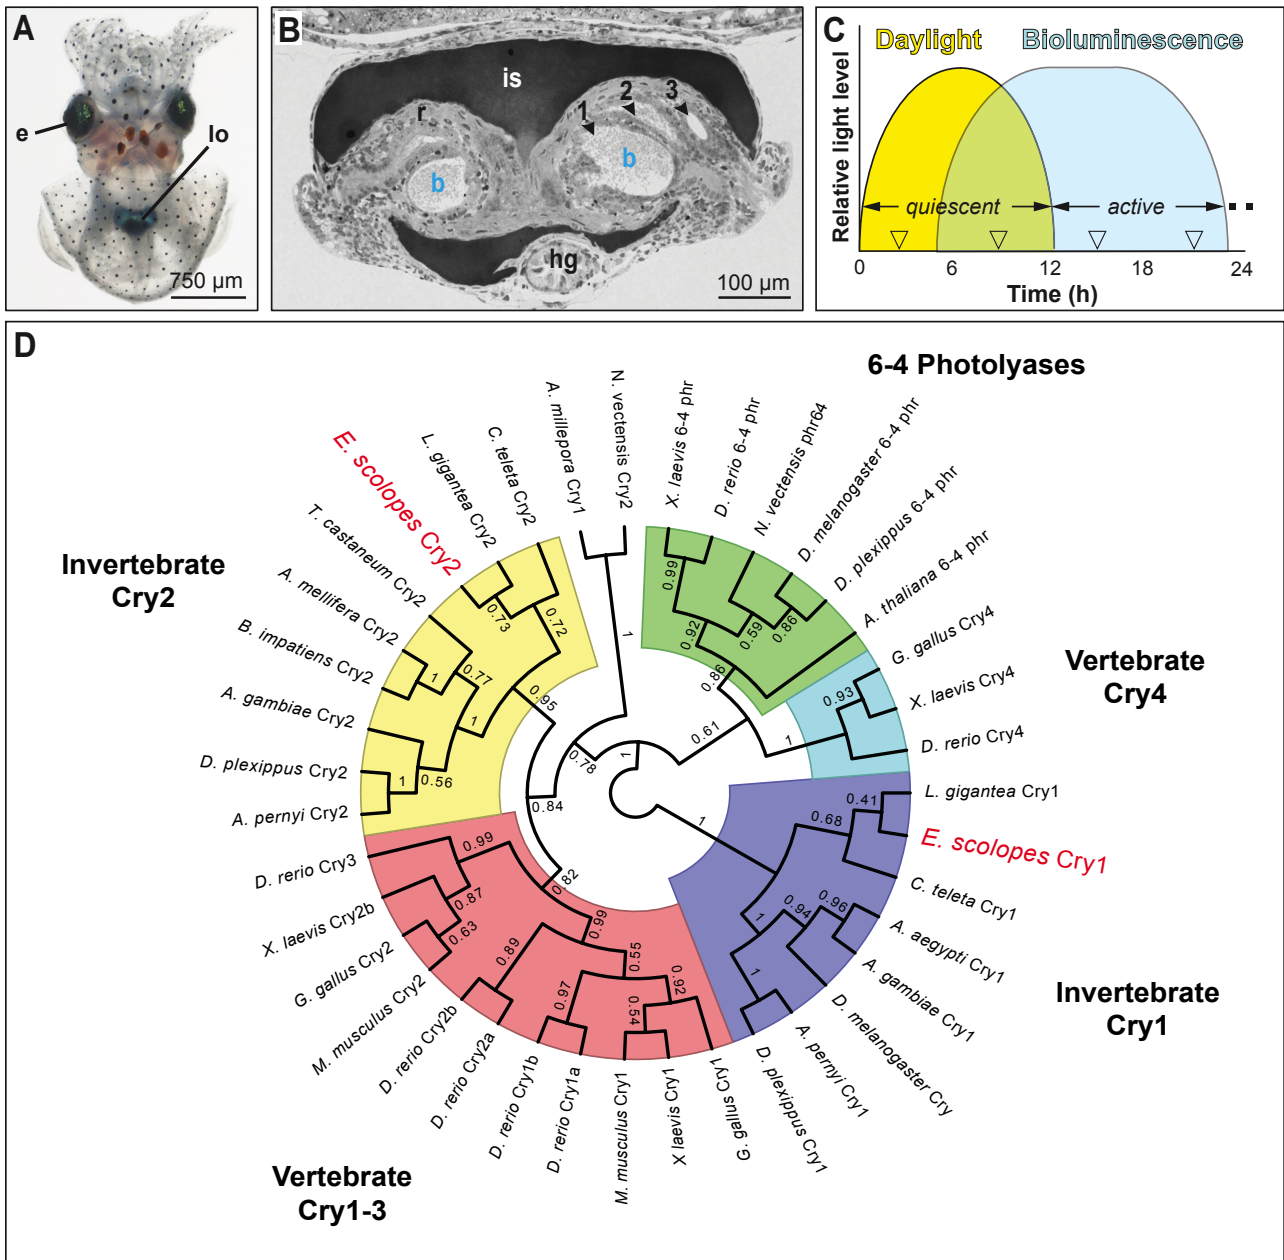 A
e
lo
750 µm
B
is
r
1
2
3
b
b
hg
100 µm
C
Daylight
Bioluminescence
Relative light level
quiescent
active
0
6
12
18
24
Time (h)
D
6-4 Photolyases
Invertebrate
Cry2
Vertebrate
Cry4
Invertebrate
Cry1
Vertebrate
Cry1-3
A. millepora Cry1
N. vectensis Cry2
X. laevis 6-4 phr
D. rerio 6-4 phr
N. vectensis phr64
D. melanogaster 6-4 phr
D. plexippus 6-4 phr
A. thaliana 6-4 phr
G. gallus Cry4
X. laevis Cry4
D. rerio Cry4
L. gigantea Cry1
E. scolopes Cry1
C. teleta Cry1
A. aegypti Cry1
A. gambiae Cry1
D. melanogaster Cry
A. pernyi Cry1
D. plexippus Cry1
G. gallus Cry1
X laevis Cry1
M. musculus Cry1
D. rerio Cry1a
D. rerio Cry1b
D. rerio Cry2a
D. rerio Cry2b
M. musculus Cry2
G. gallus Cry2
X. laevis Cry2b
D. rerio Cry3
A. pernyi Cry2
D. plexippus Cry2
A. gambiae Cry2
B. impatiens Cry2
A. mellifera Cry2
T. castaneum Cry2
E. scolopes Cry2
L. gigantea Cry2
C. teleta Cry2
1
0.99
0.92
0.59
0.86
0.86
0.93
1
0.61
1
0.78
0.84
0.82
0.95
0.73
0.72
0.77
1
1
0.56
1
0.99
0.87
0.63
0.99
0.89
0.55
0.97
0.92
0.54
1
0.41
0.68
0.96
0.94
1
1